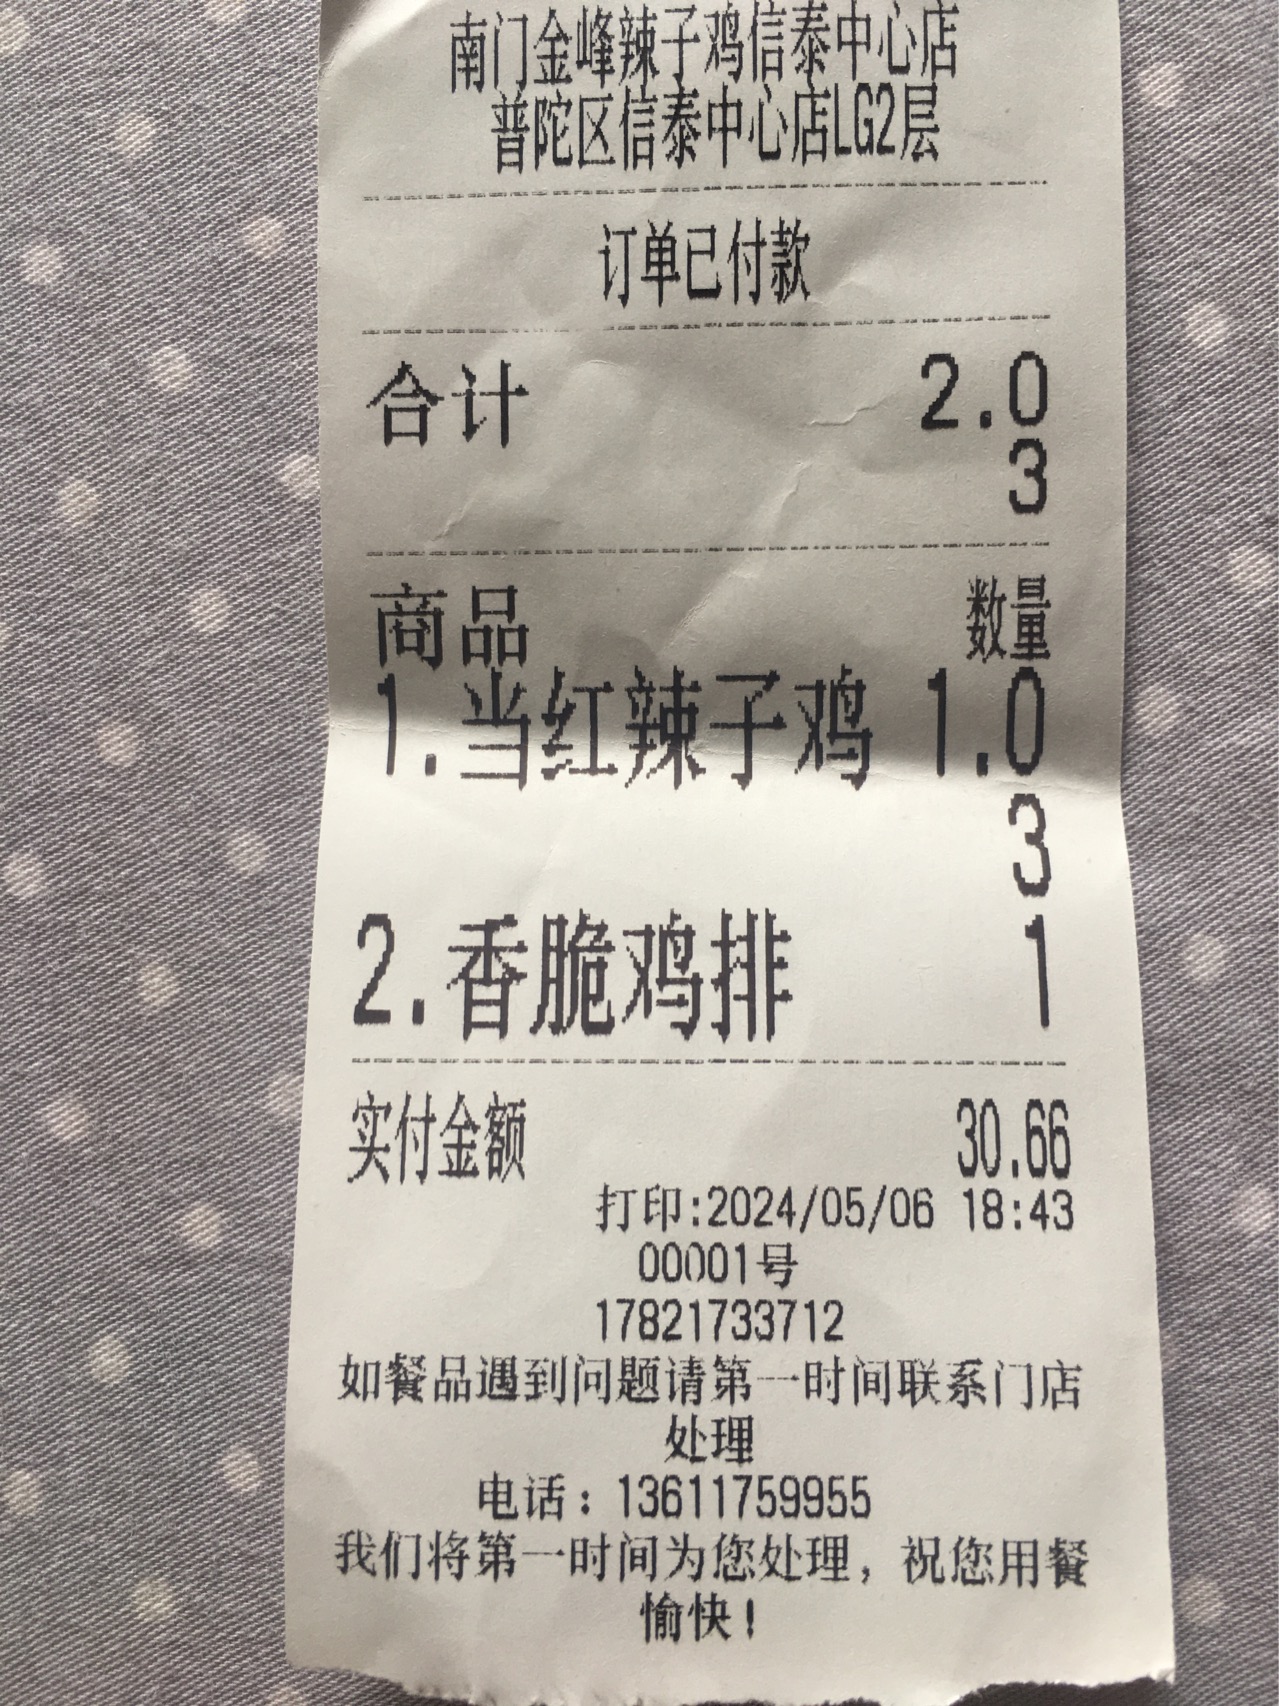 南门金峰辣子鸡信泰中心店
普陀区信泰中心店LG2层
订单已付款
合计 2.0
3
商品 数量
1.当红辣子鸡 1.0
3
2.香脆鸡排 1
实付金额 30.66
打印:2024/05/06 18:43
00001号
17821733712
如餐品遇到问题请第一时间联系门店
处理
电话:13611759955
我们将第一时间为您处理,祝您用餐
愉快!